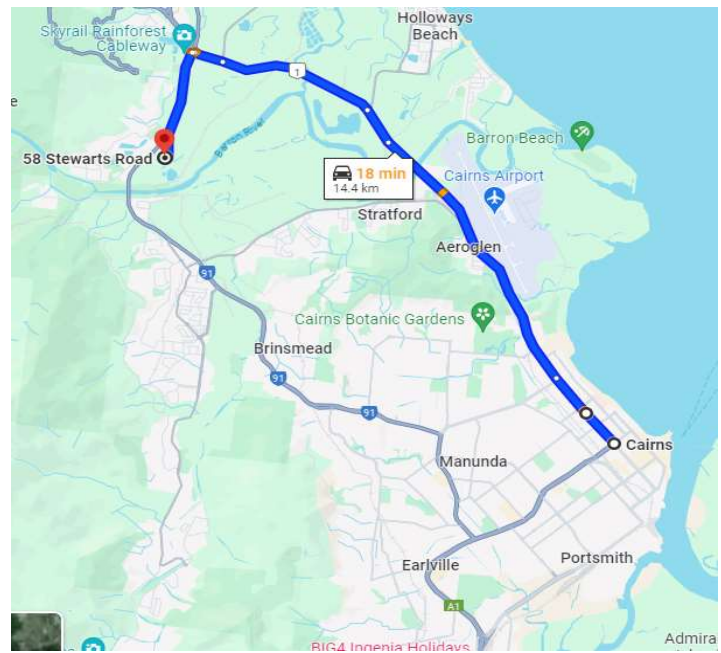 Holloways
Beach
Skyrail Rainforest
Cableway
1
Barron River
Barron Beach
58 Stewarts Road
18 min
14.4 km
Cairns Airport
Stratford
Aeroglen
91
Cairns Botanic Gardens
Brinsmead
91
91
Cairns
Manunda
Earlville
Portsmith
A1
BIG4 Ingenia Holidays